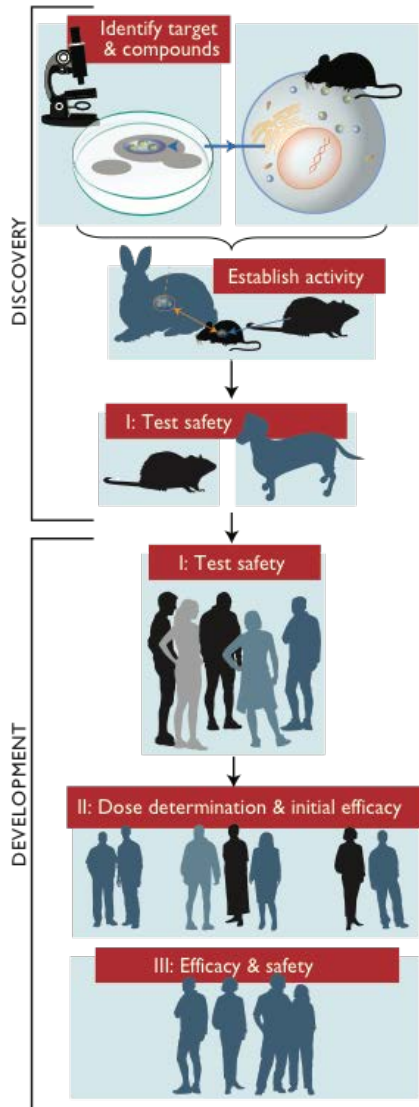 Identify target
& compounds
DISCOVERY
Establish activity
I: Test safety
DEVELOPMENT
I: Test safety
II: Dose determination & initial efficacy
III: Efficacy & safety